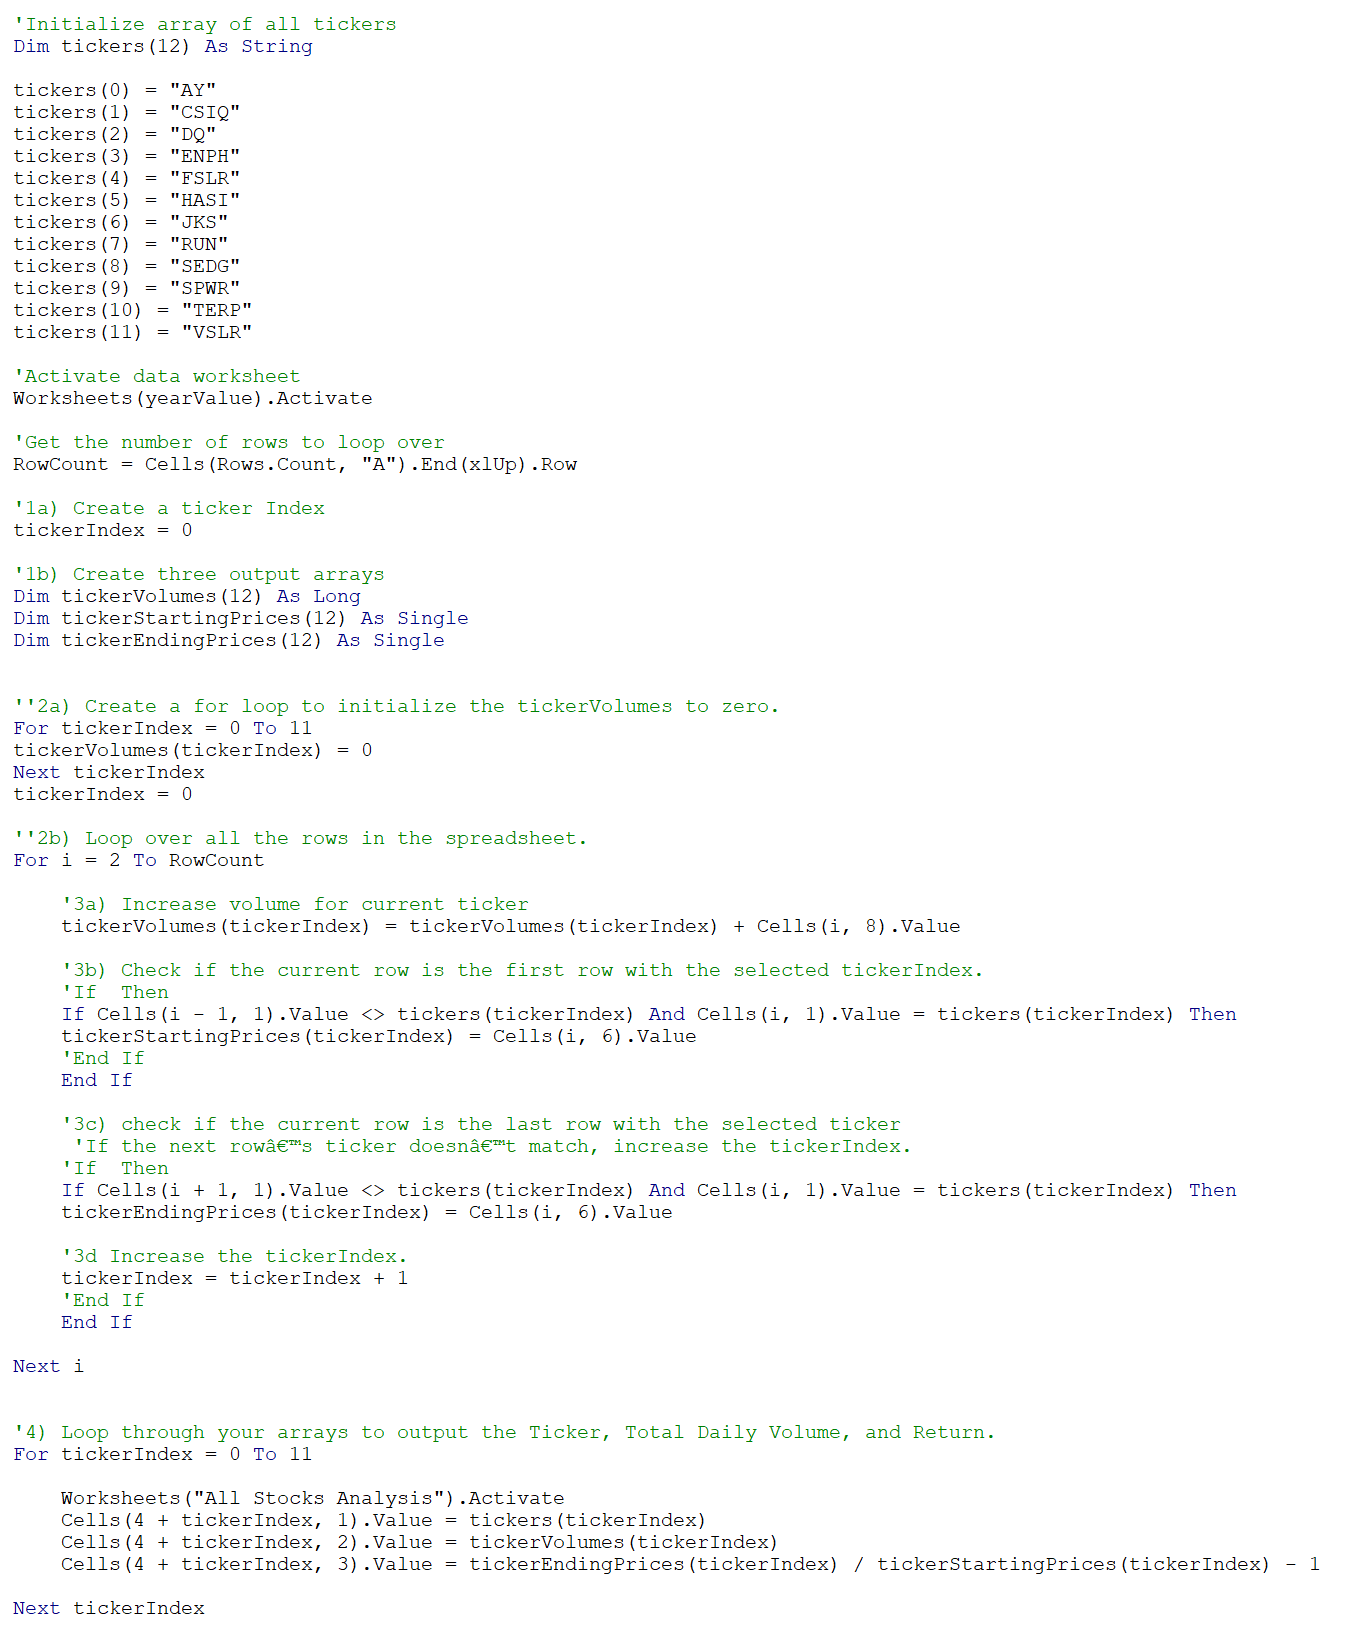 'Initialize array of all tickers
Dim tickers(12) As String
tickers(0) = "AY"
tickers(1) = "CSIQ"
tickers(2) = "DQ"
tickers(3) = "ENPH"
tickers(4) = "FSLR"
tickers(5) = "HASI"
tickers(6) = "JKS"
tickers(7) = "RUN"
tickers(8) = "SEDG"
tickers(9) = "SPWR"
tickers(10) = "TERP"
tickers(11) = "VSLR"
'Activate data worksheet
Worksheets(yearValue).Activate
'Get the number of rows to loop over
RowCount = Cells(Rows.Count, "A").End(xlUp).Row
'1a) Create a ticker Index
tickerIndex = 0
'1b) Create three output arrays
Dim tickerVolumes(12) As Long
Dim tickerStartingPrices(12) As Single
Dim tickerEndingPrices(12) As Single
''2a) Create a for loop to initialize the tickerVolumes to zero.
For tickerIndex = 0 To 11
tickerVolumes(tickerIndex) = 0
Next tickerIndex
tickerIndex = 0
''2b) Loop over all the rows in the spreadsheet.
For i = 2 To RowCount
'3a) Increase volume for current ticker
tickerVolumes(tickerIndex) = tickerVolumes(tickerIndex) + Cells(i, 8).Value
'3b) Check if the current row is the first row with the selected tickerIndex.
'If  Then
If Cells(i - 1, 1).Value <> tickers(tickerIndex) And Cells(i, 1).Value = tickers(tickerIndex) Then
tickerStartingPrices(tickerIndex) = Cells(i, 6).Value
'End If
End If
'3c) check if the current row is the last row with the selected ticker
'If the next rowâ€™s ticker doesnâ€™t match, increase the tickerIndex.
'If  Then
If Cells(i + 1, 1).Value <> tickers(tickerIndex) And Cells(i, 1).Value = tickers(tickerIndex) Then
tickerEndingPrices(tickerIndex) = Cells(i, 6).Value
'3d Increase the tickerIndex.
tickerIndex = tickerIndex + 1
'End If
End If
Next i
'4) Loop through your arrays to output the Ticker, Total Daily Volume, and Return.
For tickerIndex = 0 To 11
Worksheets("All Stocks Analysis").Activate
Cells(4 + tickerIndex, 1).Value = tickers(tickerIndex)
Cells(4 + tickerIndex, 2).Value = tickerVolumes(tickerIndex)
Cells(4 + tickerIndex, 3).Value = tickerEndingPrices(tickerIndex) / tickerStartingPrices(tickerIndex) - 1
Next tickerIndex